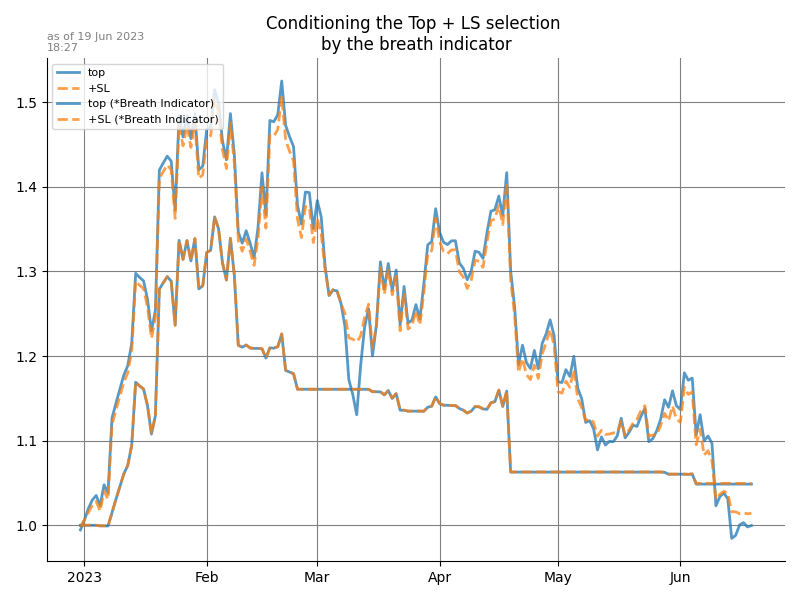 Conditioning the Top + LS selection
by the breath indicator
as of 19 Jun 2023
18:27
top
+SL
top (*Breath Indicator)
+SL (*Breath Indicator)
1.5
1.4
1.3
1.2
1.1
1.0
2023 Feb Mar Apr May Jun